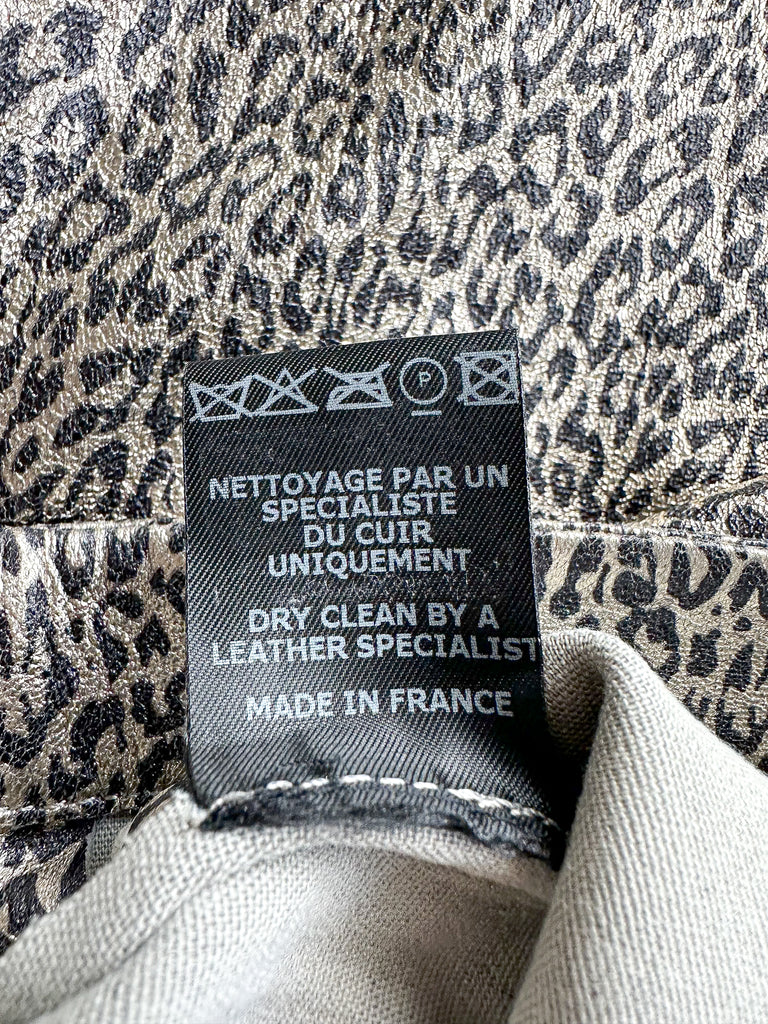 P
NETTOYAGE PAR UN
SPECIALISTE
DU CUIR
UNIQUEMENT
DRY CLEAN BY A
LEATHER SPECIALIST
MADE IN FRANCE